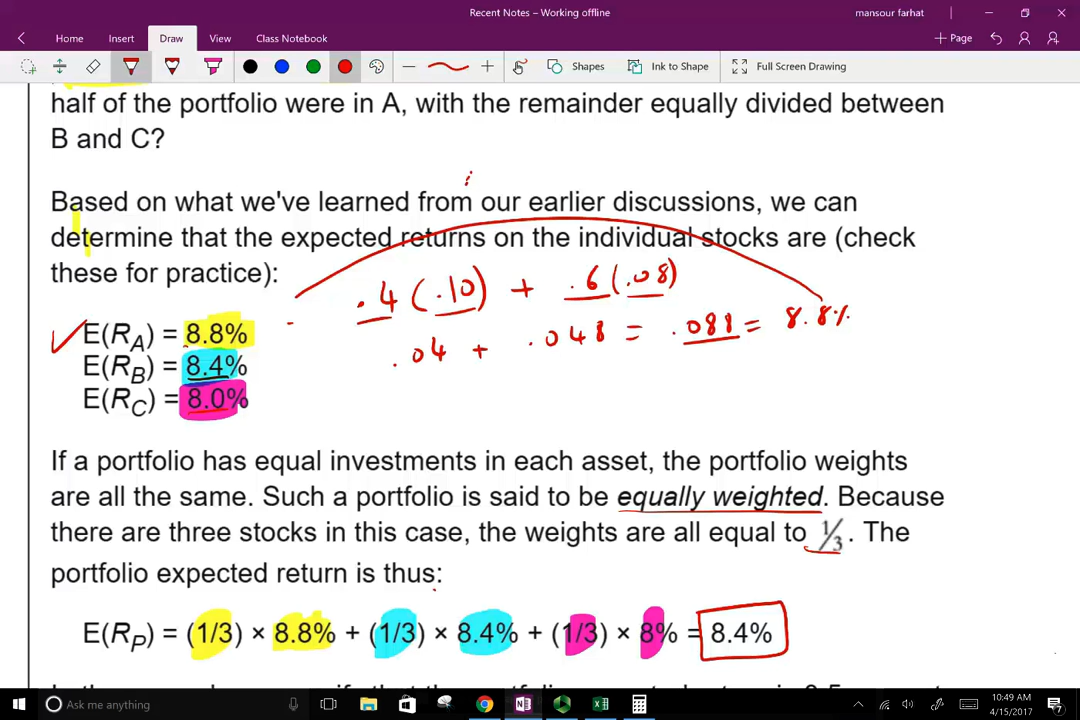 Recent Notes – Working offline
mansour farhat
Home Insert Draw View Class Notebook
Page
Shapes Ink to Shape Full Screen Drawing
half of the portfolio were in A, with the remainder equally divided between
B and C?
Based on what we've learned from our earlier discussions, we can
determine that the expected returns on the individual stocks are (check
these for practice):
.4 (.10) + .6 (.08)
.04 + .048 = .088 = 8.8%
E(RA) = 8.8%
E(RB) = 8.4%
E(RC) = 8.0%
If a portfolio has equal investments in each asset, the portfolio weights
are all the same. Such a portfolio is said to be equally weighted. Because
there are three stocks in this case, the weights are all equal to 1/3. The
portfolio expected return is thus:
E(RP) = (1/3) × 8.8% + (1/3) × 8.4% + (1/3) × 8% = 8.4%
Ask me anything
10:49 AM
4/15/2017